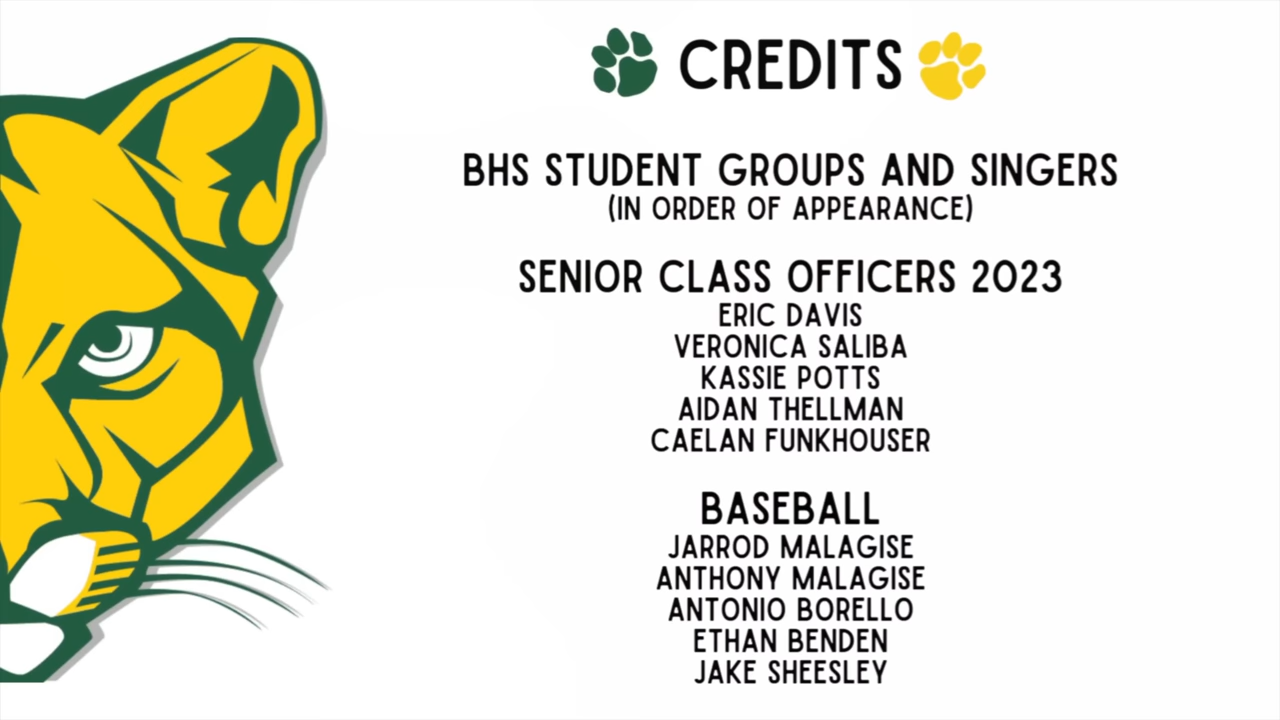 CREDITS
BHS STUDENT GROUPS AND SINGERS
(IN ORDER OF APPEARANCE)
SENIOR CLASS OFFICERS 2023
ERIC DAVIS
VERONICA SALIBA
KASSIE POTTS
AIDAN THELLMAN
CAELAN FUNKHOUSER
BASEBALL
JARROD MALAGISE
ANTHONY MALAGISE
ANTONIO BORELLO
ETHAN BENDEN
JAKE SHEESLEY